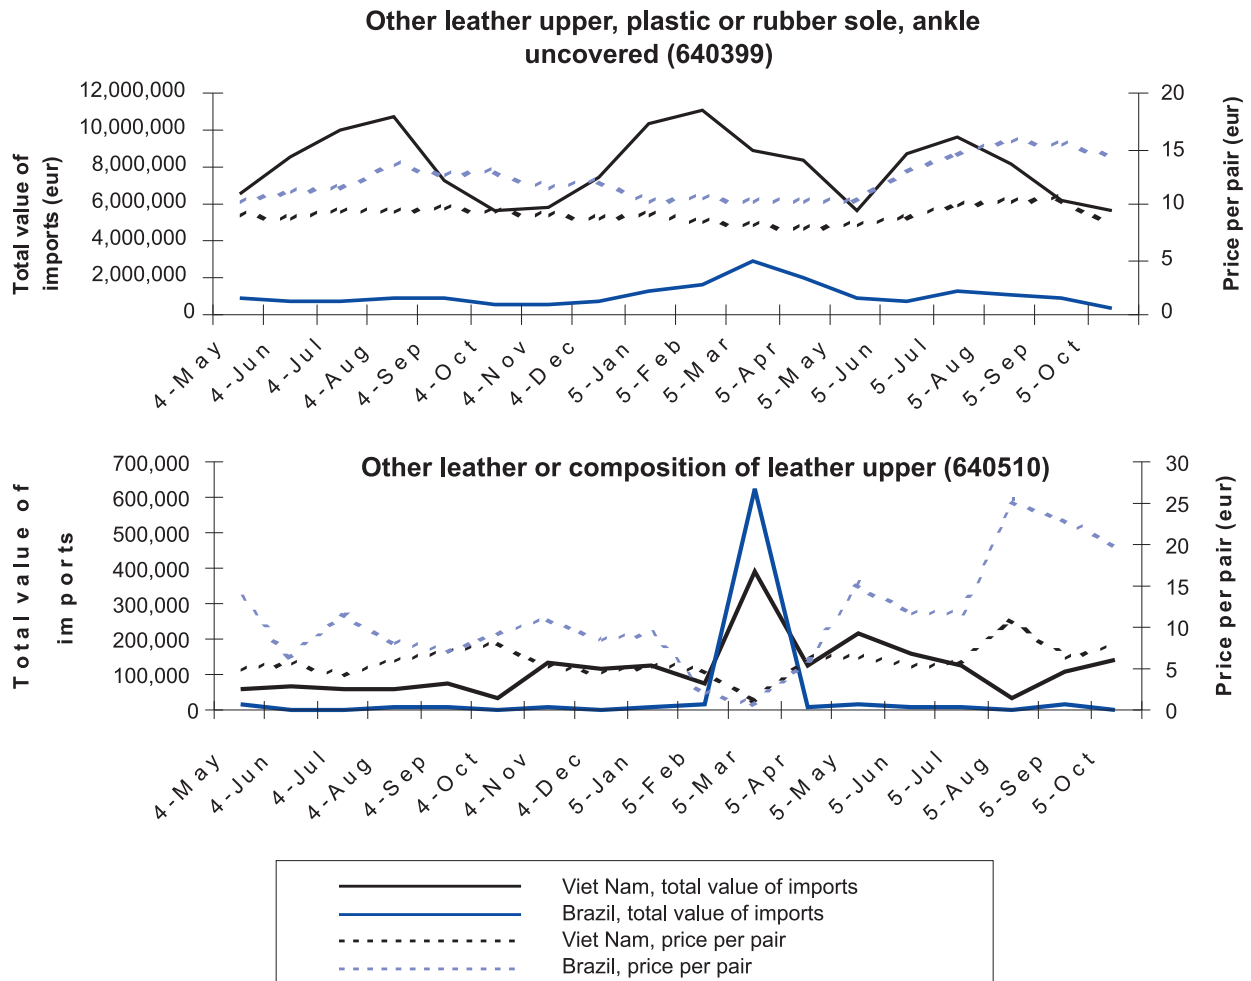 Other leather upper, plastic or rubber sole, ankle
uncovered (640399)
Total value of
imports (eur)
12,000,000
10,000,000
8,000,000
6,000,000
4,000,000
2,000,000
0
20
15
10
5
0
Price per pair (eur)
4-May
4-Jun
4-Jul
4-Aug
4-Sep
4-Oct
4-Nov
4-Dec
5-Jan
5-Feb
5-Mar
5-Apr
5-May
5-Jun
5-Jul
5-Aug
5-Sep
5-Oct
Other leather or composition of leather upper (640510)
Total value of
imports
700,000
600,000
500,000
400,000
300,000
200,000
100,000
0
30
25
20
15
10
5
0
Price per pair (eur)
4-May
4-Jun
4-Jul
4-Aug
4-Sep
4-Oct
4-Nov
4-Dec
5-Jan
5-Feb
5-Mar
5-Apr
5-May
5-Jun
5-Jul
5-Aug
5-Sep
5-Oct
Viet Nam, total value of imports
Brazil, total value of imports
Viet Nam, price per pair
Brazil, price per pair